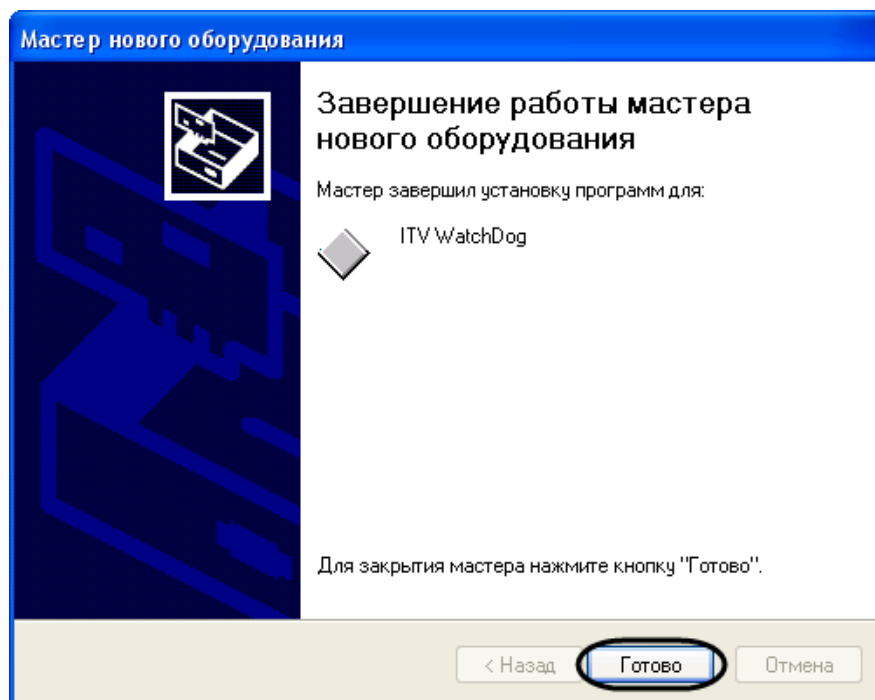 Мастер нового оборудования
Завершение работы мастера
нового оборудования
Мастер завершил установку программ для:
ITV WatchDog
Для закрытия мастера нажмите кнопку "Готово".
< Назад
Готово
Отмена